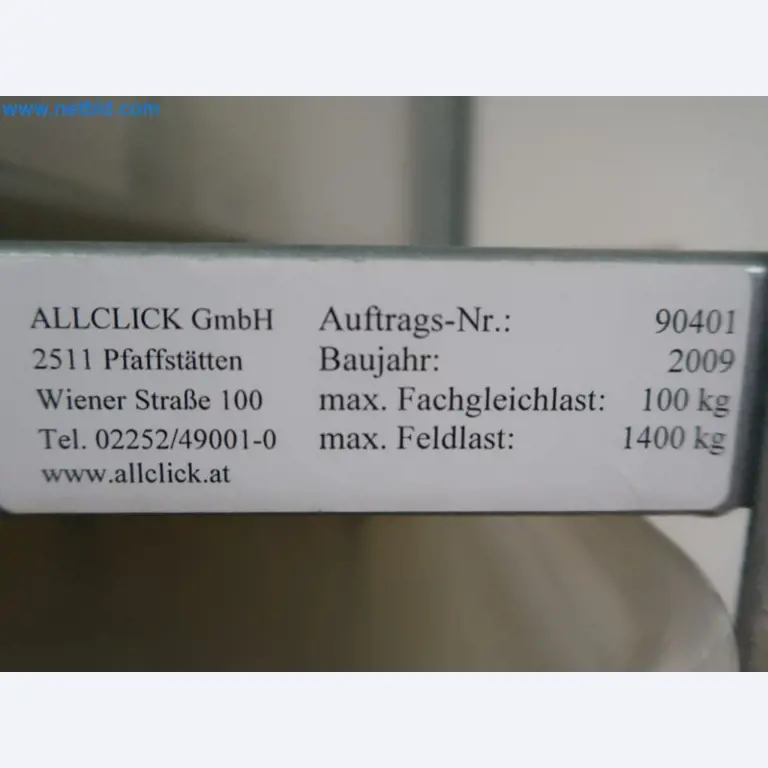 www.netbid.com
ALLCLICK GmbH
2511 Pfaffstätten
Wiener Straße 100
Tel. 02252/49001-0
www.allclick.at
Auftrags-Nr.: 90401
Baujahr: 2009
max. Fachgleichlast: 100 kg
max. Feldlast: 1400 kg